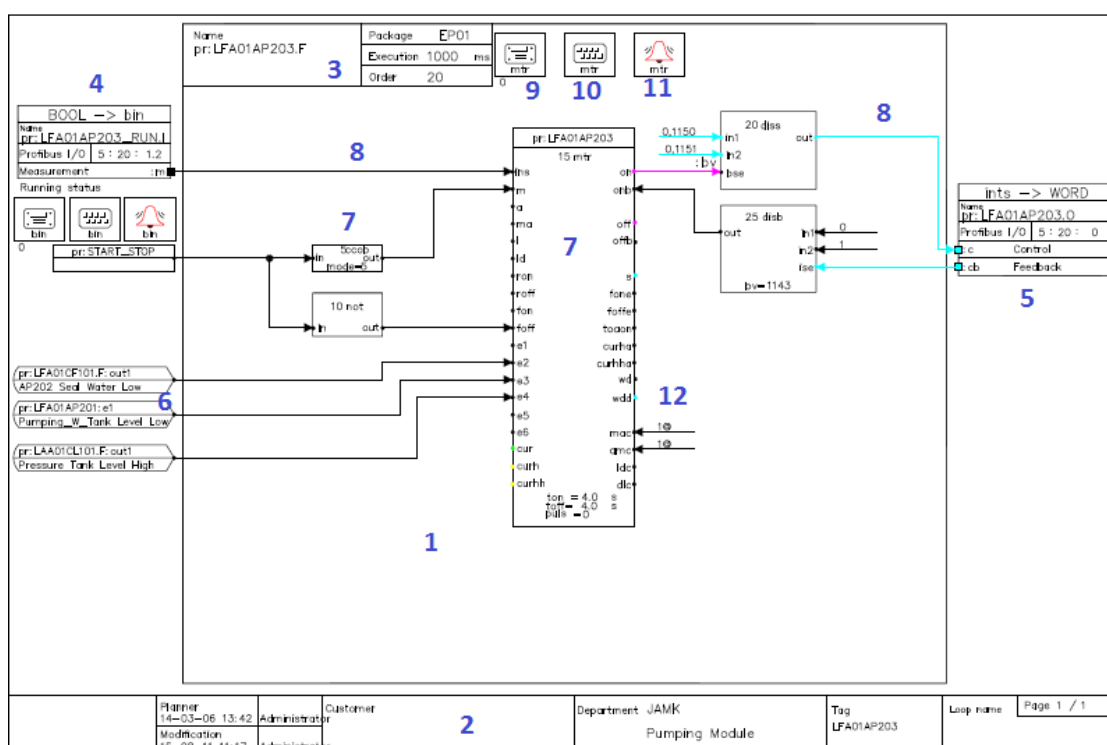 Name
pr:LFA01AP203.F
Package EP01
Execution 1000 ms
Order 20
3
mtr
0
9
mtr
10
mtr
11
4
BOOL -> bin
Name
pr:LFA01AP203_RUN.I
Profibus I/O 5 : 20 : 1.2
Measurement :m
Running status
bin
0
bin
bin
pr:START_STOP
8
7
in out
mode=5
10 not
in out
pr:LFA01CF101.F:out1
AP202 Seal Water Low
pr:LFA01AP201:e1
Pumping_W_Tank Level Low
pr:LAA01CL101.F:out1
Pressure Tank Level High
6
pr:LFA01AP203
15 mtr
7
ins
m
a
ma
l
ld
ron
roff
fon
foff
e1
e2
e3
e4
e5
e6
cur
curh
curhh
on
onb
off
offb
s
fone
foffe
toaon
curha
curhha
wd
wdd
mac
qmc
ldc
dlc
ton = 4.0 s
toff= 4.0 s
puls =0
12
1@
1@
0,1150
0,1151
:bv
20 diss
in1
in2
bse
out
25 disb
out
in1
in2
ise
bv=1143
0
1
8
ints -> WORD
Name
pr:LFA01AP203.O
Profibus I/O 5 : 20 : 0
:c Control
:cb Feedback
5
1
Planner
14-03-06 13:42 Administrator
Modification
Customer
2
Department JAMK
Pumping Module
Tag
LFA01AP203
Loop name
Page 1 / 1